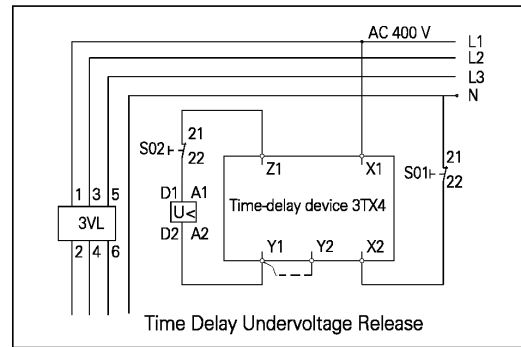 AC 400 V
L1
L2
L3
N
21
S02
22
21
S01
22
Z1
X1
1 3 5
D1 A1
U<
Time-delay device 3TX4
3VL
D2 A2
Y1 Y2 X2
2 4 6
Time Delay Undervoltage Release